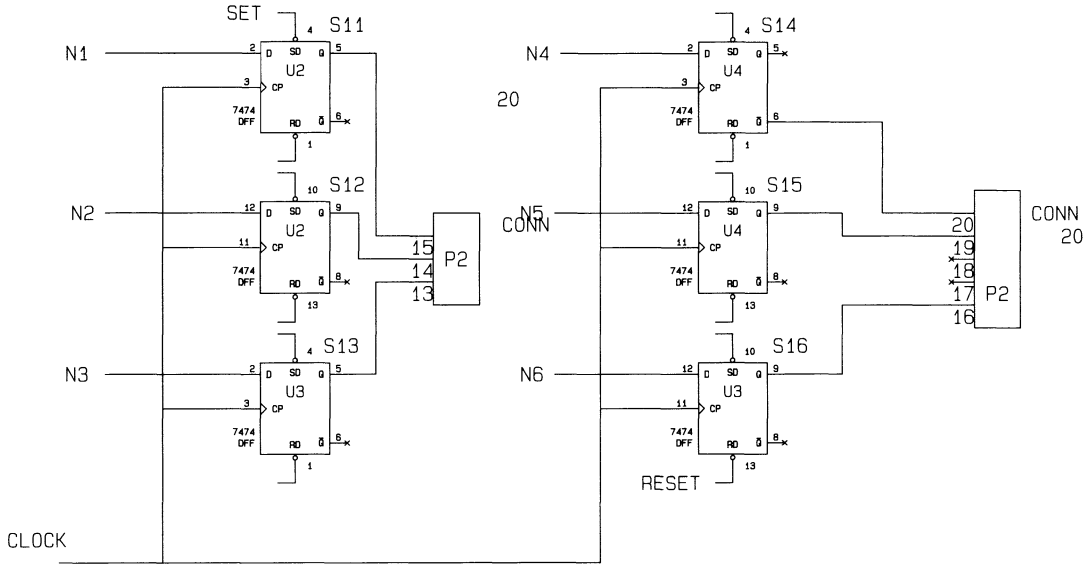 SET
4
S11
N1
2
D
SD
Q
5
U2
3
CP
7474
DFF
RD
Q̅
6
1
10
S12
N2
12
D
SD
Q
9
U2
11
CP
7474
DFF
RD
Q̅
8
13
4
S13
N3
2
D
SD
Q
5
U3
3
CP
7474
DFF
RD
Q̅
6
1
15
14
13
P2
CONN
20
4
S14
N4
2
D
SD
Q
5
U4
3
CP
7474
DFF
RD
Q̅
6
1
10
S15
N5
12
D
SD
Q
9
U4
11
CP
7474
DFF
RD
Q̅
8
13
10
S16
N6
12
D
SD
Q
9
U3
11
CP
7474
DFF
RD
Q̅
8
13
RESET
20
19
18
17
16
P2
CONN
20
CLOCK